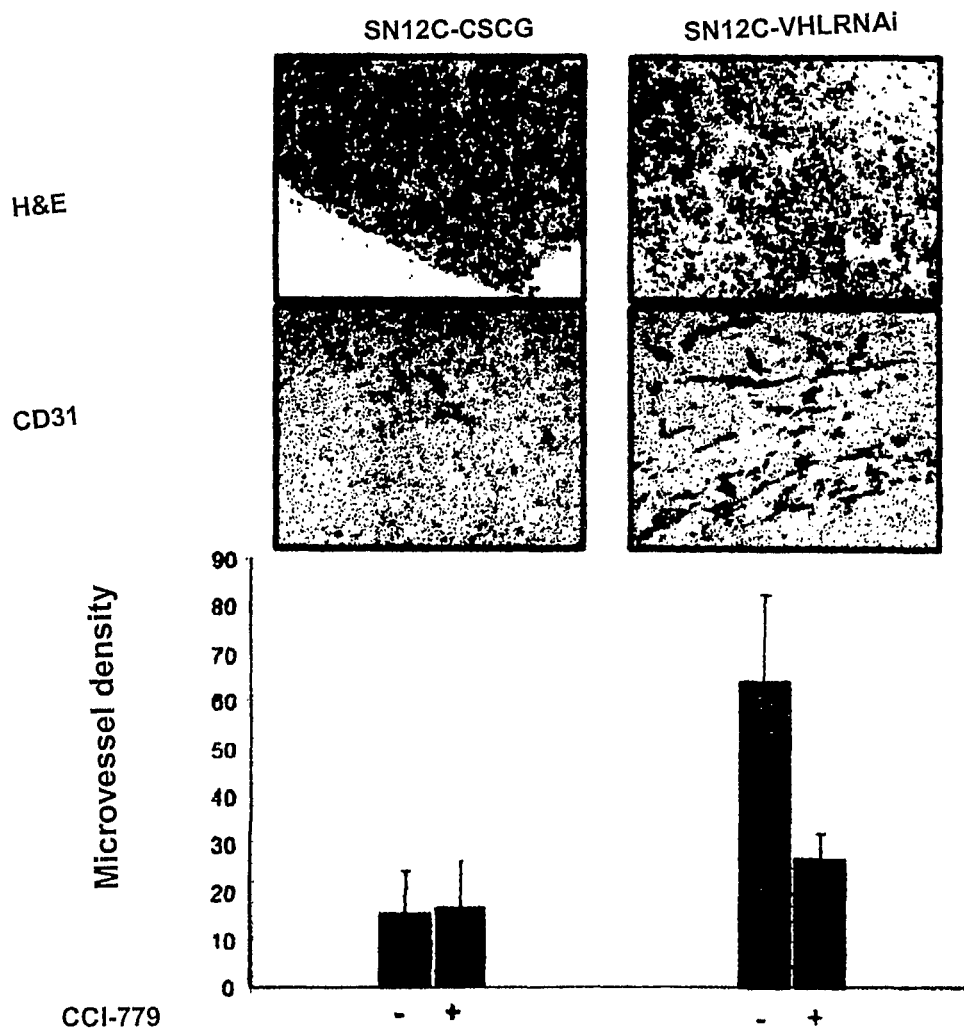 SN12C-CSCG
SN12C-VHLRNAi
H&E
CD31
Microvessel density
90
80
70
60
50
40
30
20
10
0
CCI-779 - + - +